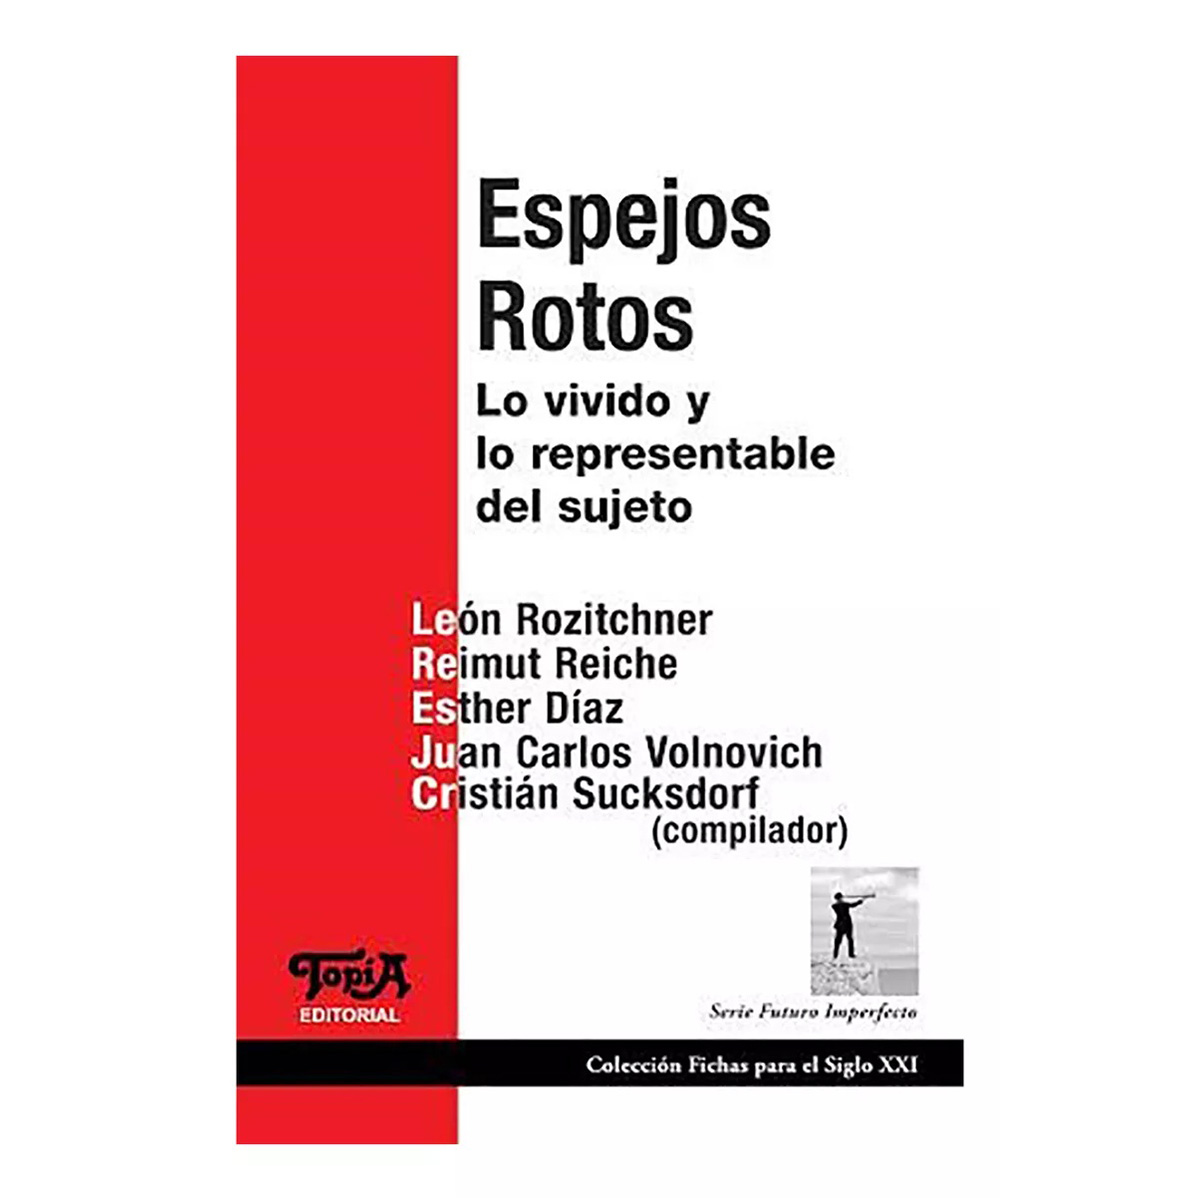 Espejos
Rotos
Lo vivido y
lo representable
del sujeto
León Rozitchner
Reimut Reiche
Esther Díaz
Juan Carlos Volnovich
Cristián Sucksdorf
(compilador)
TopiA
EDITORIAL
Serie Futuro Imperfecto
Colección Fichas para el Siglo XXI